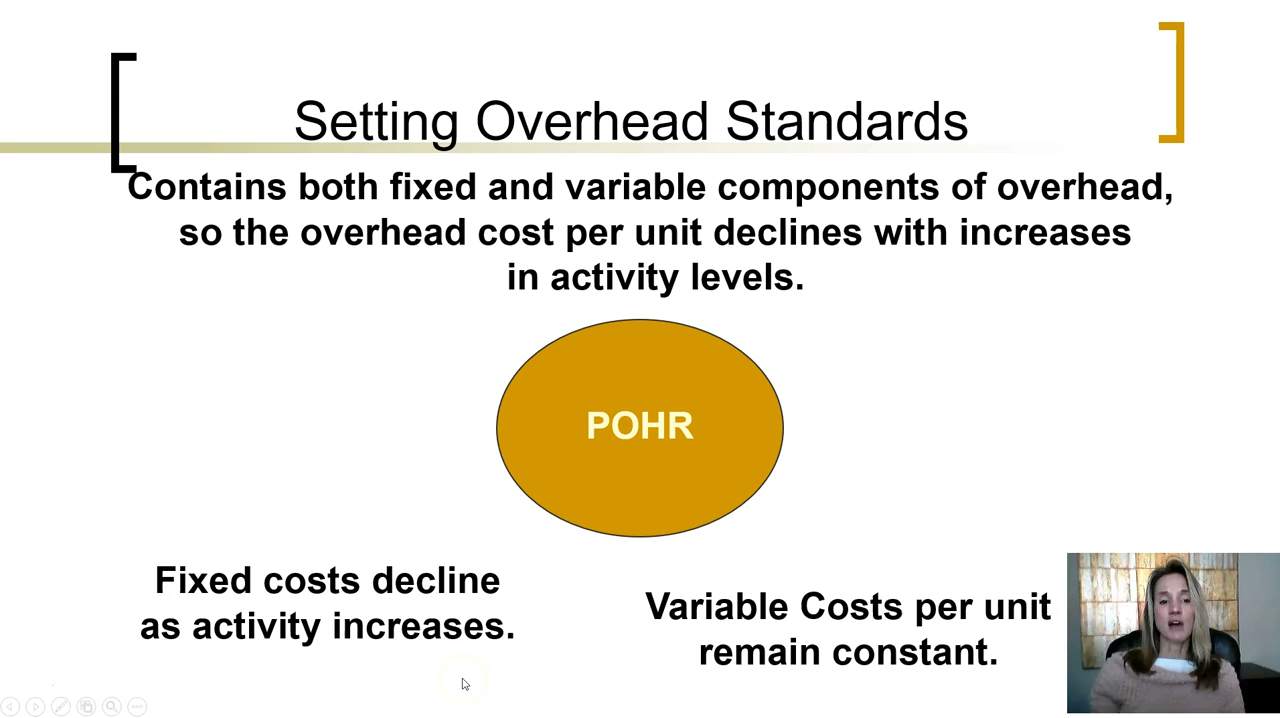 Setting Overhead Standards
Contains both fixed and variable components of overhead,
so the overhead cost per unit declines with increases
in activity levels.
POHR
Fixed costs decline
as activity increases.
Variable Costs per unit
remain constant.